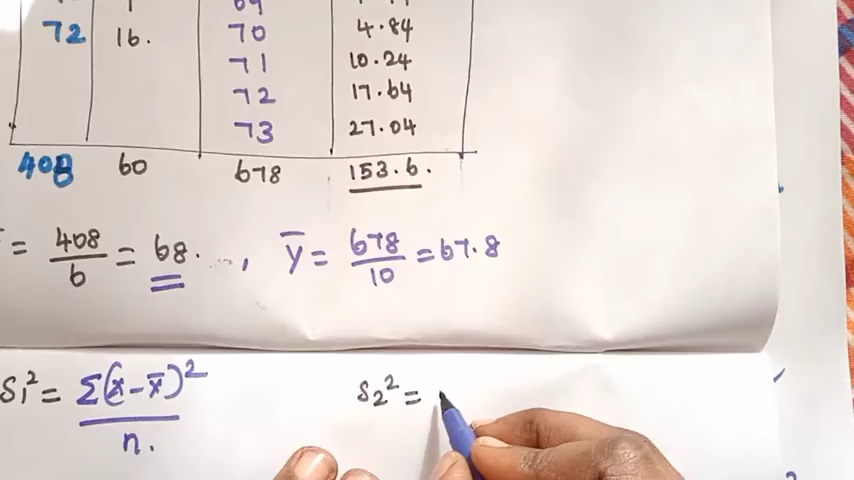 72 16. 70 4.84
71 10.24
72 17.64
73 27.04
408 60 678 153.6.
= 408/6 = 68. , ȳ = 678/10 = 67.8
S₁² = Σ(x - x̄)²/n. S₂² =